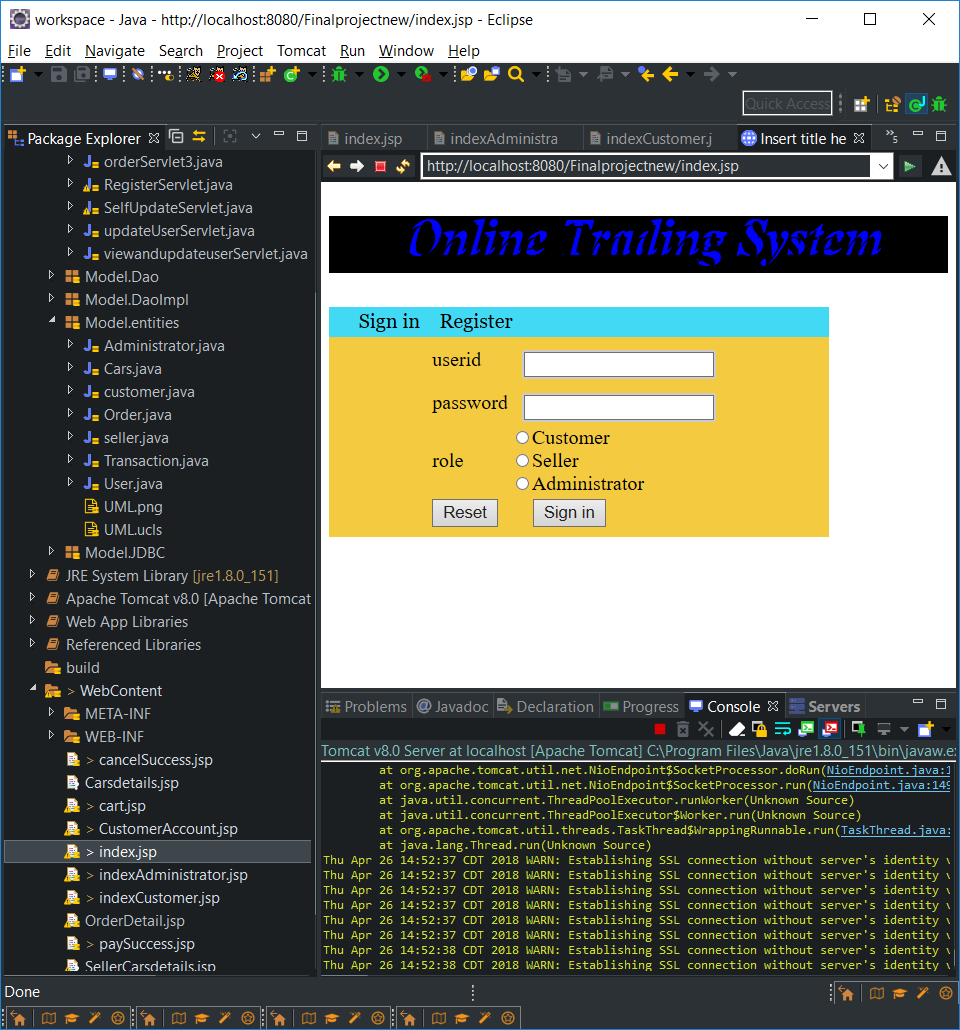 workspace - Java - http://localhost:8080/Finalprojectnew/index.jsp - Eclipse
File Edit Navigate Search Project Tomcat Run Window Help
Quick Access
Package Explorer
index.jsp indexAdministra indexCustomer.j Insert title he »5
http://localhost:8080/Finalprojectnew/index.jsp
orderServlet3.java
RegisterServlet.java
SelfUpdateServlet.java
updateUserServlet.java
viewandupdateuserServlet.java
Model.Dao
Model.DaoImpl
Model.entities
Administrator.java
Cars.java
customer.java
Order.java
seller.java
Transaction.java
User.java
UML.png
UML.ucls
Model.JDBC
JRE System Library [jre1.8.0_151]
Apache Tomcat v8.0 [Apache Tomcat
Web App Libraries
Referenced Libraries
build
> WebContent
META-INF
WEB-INF
> cancelSuccess.jsp
Carsdetails.jsp
> cart.jsp
> CustomerAccount.jsp
> index.jsp
> indexAdministrator.jsp
> indexCustomer.jsp
OrderDetail.jsp
> paySuccess.jsp
SellerCarsdetails.jsp
Online Trading System
Sign in Register
userid
password
Customer
role Seller
Administrator
Reset Sign in
Problems Javadoc Declaration Progress Console Servers
Tomcat v8.0 Server at localhost [Apache Tomcat] C:\Program Files\Java\jre1.8.0_151\bin\javaw.ex
at org.apache.tomcat.util.net.NioEndpoint$SocketProcessor.doRun(NioEndpoint.java:1
at org.apache.tomcat.util.net.NioEndpoint$SocketProcessor.run(NioEndpoint.java:149
at java.util.concurrent.ThreadPoolExecutor.runWorker(Unknown Source)
at java.util.concurrent.ThreadPoolExecutor$Worker.run(Unknown Source)
at org.apache.tomcat.util.threads.TaskThread$WrappingRunnable.run(TaskThread.java:
at java.lang.Thread.run(Unknown Source)
Thu Apr 26 14:52:37 CDT 2018 WARN: Establishing SSL connection without server's identity v
Thu Apr 26 14:52:37 CDT 2018 WARN: Establishing SSL connection without server's identity v
Thu Apr 26 14:52:37 CDT 2018 WARN: Establishing SSL connection without server's identity v
Thu Apr 26 14:52:37 CDT 2018 WARN: Establishing SSL connection without server's identity v
Thu Apr 26 14:52:37 CDT 2018 WARN: Establishing SSL connection without server's identity v
Thu Apr 26 14:52:37 CDT 2018 WARN: Establishing SSL connection without server's identity v
Thu Apr 26 14:52:38 CDT 2018 WARN: Establishing SSL connection without server's identity v
Thu Apr 26 14:52:38 CDT 2018 WARN: Establishing SSL connection without server's identity v
Done